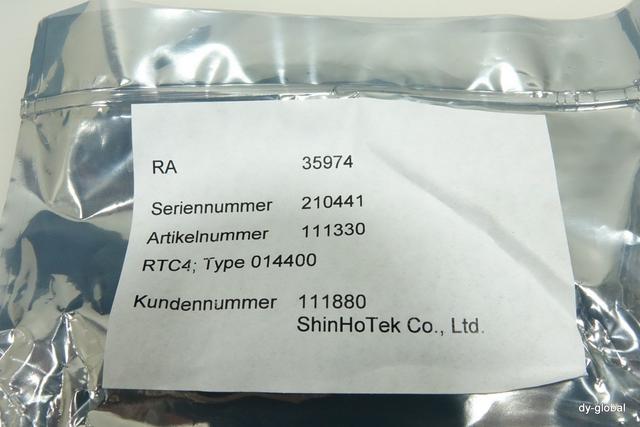 RA 35974
Seriennummer 210441
Artikelnummer 111330
RTC4; Type 014400
Kundennummer 111880
ShinHoTek Co., Ltd.
dy-global